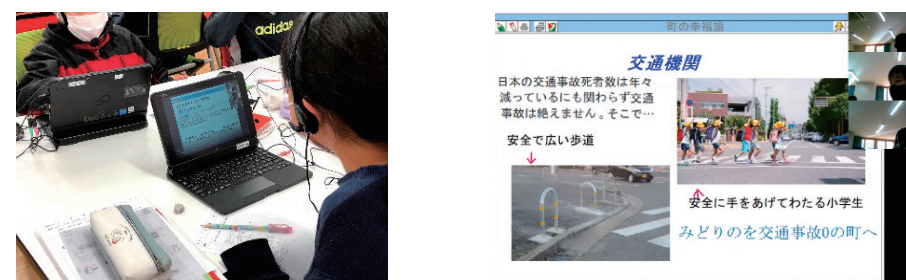 adidas
町の幸福論
交通機関
日本の交通事故死者数は年々
減っているにも関わらず交通
事故は絶えません。そこで…
安全で広い歩道
安全に手をあげてわたる小学生
みどりのを交通事故0の町へ